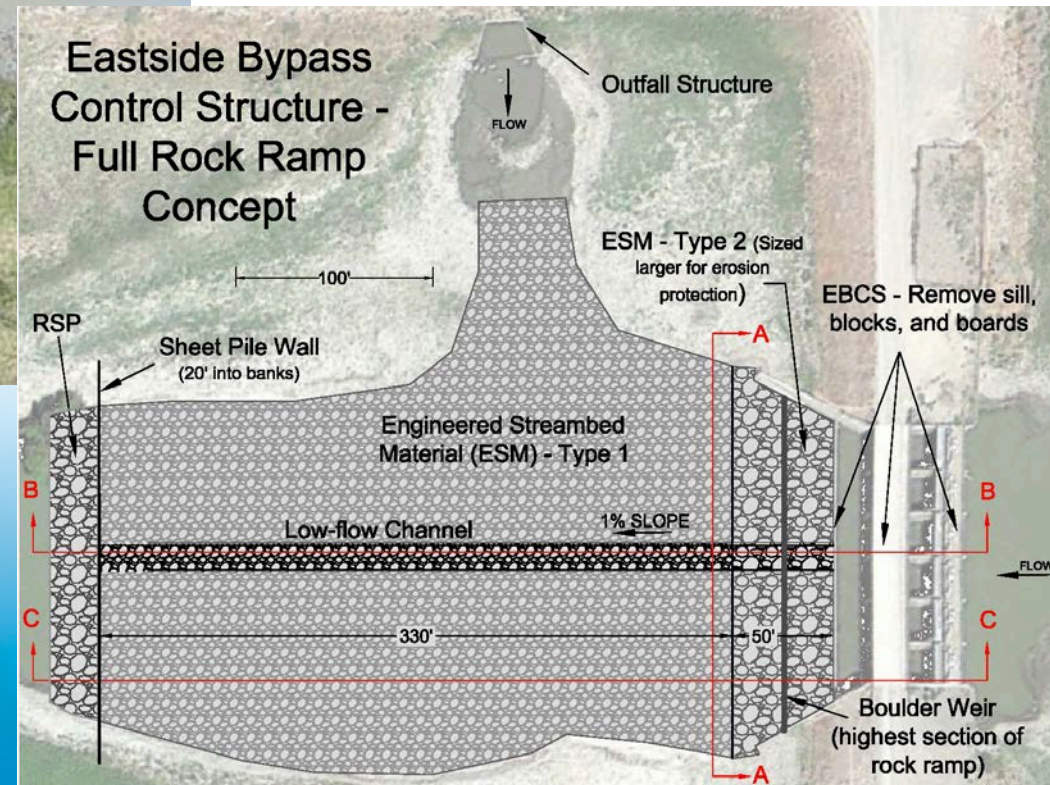 Eastside Bypass
Control Structure -
Full Rock Ramp
Concept
Outfall Structure
FLOW
ESM - Type 2 (Sized
larger for erosion
protection)
EBCS - Remove sill,
blocks, and boards
100'
RSP
Sheet Pile Wall
(20' into banks)
A
Engineered Streambed
Material (ESM) - Type 1
B
B
Low-flow Channel
1% SLOPE
FLOW
C
C
330'
50'
Boulder Weir
(highest section of
rock ramp)
A